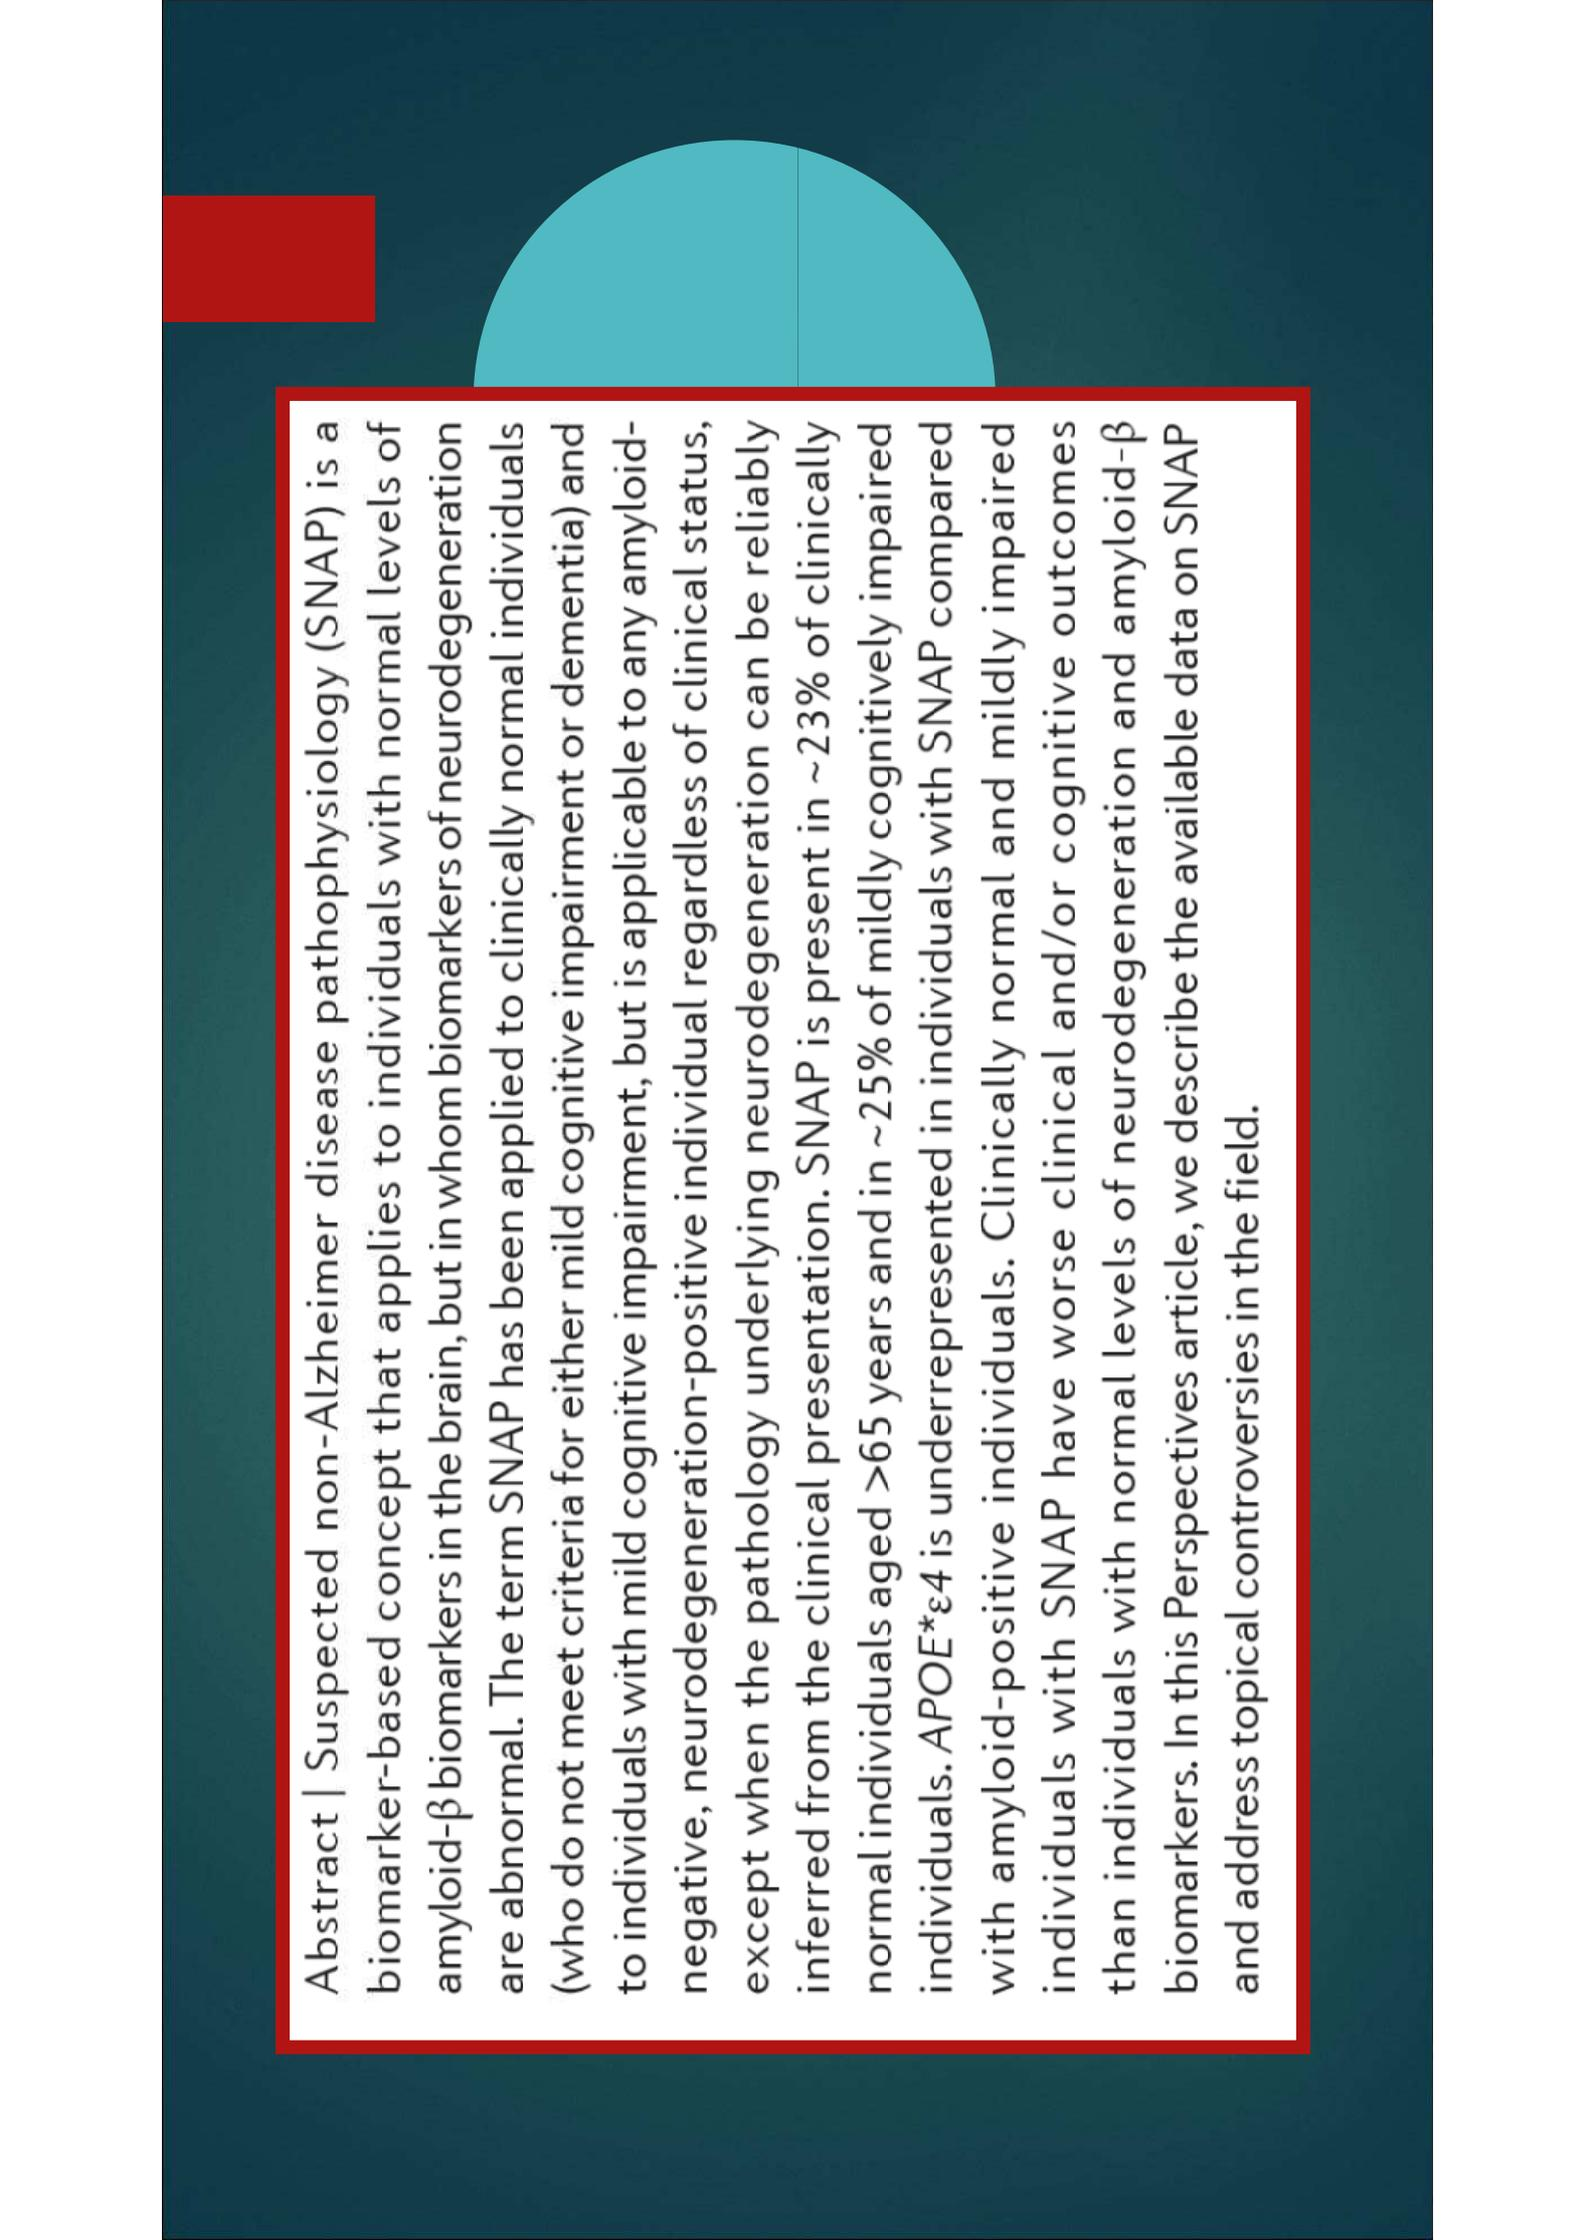 Abstract | Suspected non-Alzheimer disease pathophysiology (SNAP) is a
biomarker-based concept that applies to individuals with normal levels of
amyloid-β biomarkers in the brain, but in whom biomarkers of neurodegeneration
are abnormal. The term SNAP has been applied to clinically normal individuals
(who do not meet criteria for either mild cognitive impairment or dementia) and
to individuals with mild cognitive impairment, but is applicable to any amyloid-
negative, neurodegeneration-positive individual regardless of clinical status,
except when the pathology underlying neurodegeneration can be reliably
inferred from the clinical presentation. SNAP is present in ~23% of clinically
normal individuals aged >65 years and in ~25% of mildly cognitively impaired
individuals. APOE*ε4 is underrepresented in individuals with SNAP compared
with amyloid-positive individuals. Clinically normal and mildly impaired
individuals with SNAP have worse clinical and/or cognitive outcomes
than individuals with normal levels of neurodegeneration and amyloid-β
biomarkers. In this Perspectives article, we describe the available data on SNAP
and address topical controversies in the field.